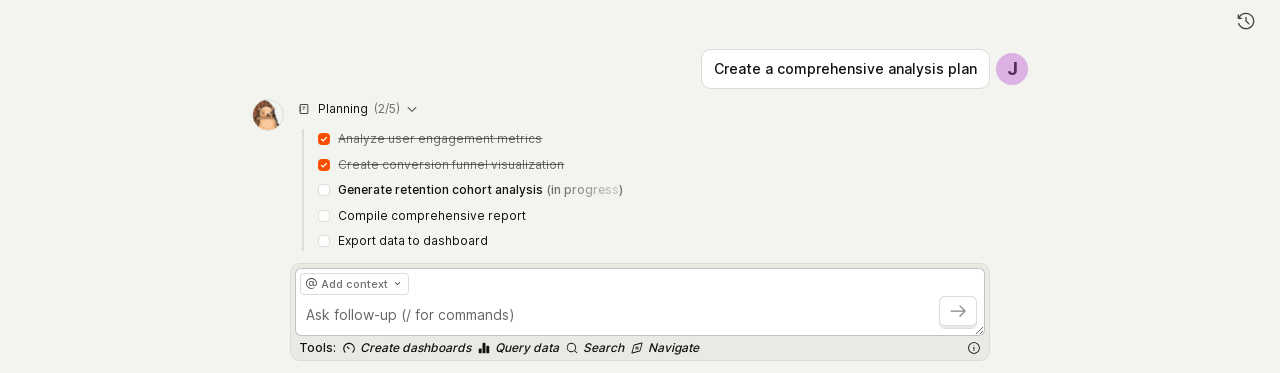 Create a comprehensive analysis plan
J
Planning (2/5)
Analyze user engagement metrics
Create conversion funnel visualization
Generate retention cohort analysis (in progress)
Compile comprehensive report
Export data to dashboard
@ Add context
Ask follow-up (/ for commands)
Tools: Create dashboards Query data Search Navigate